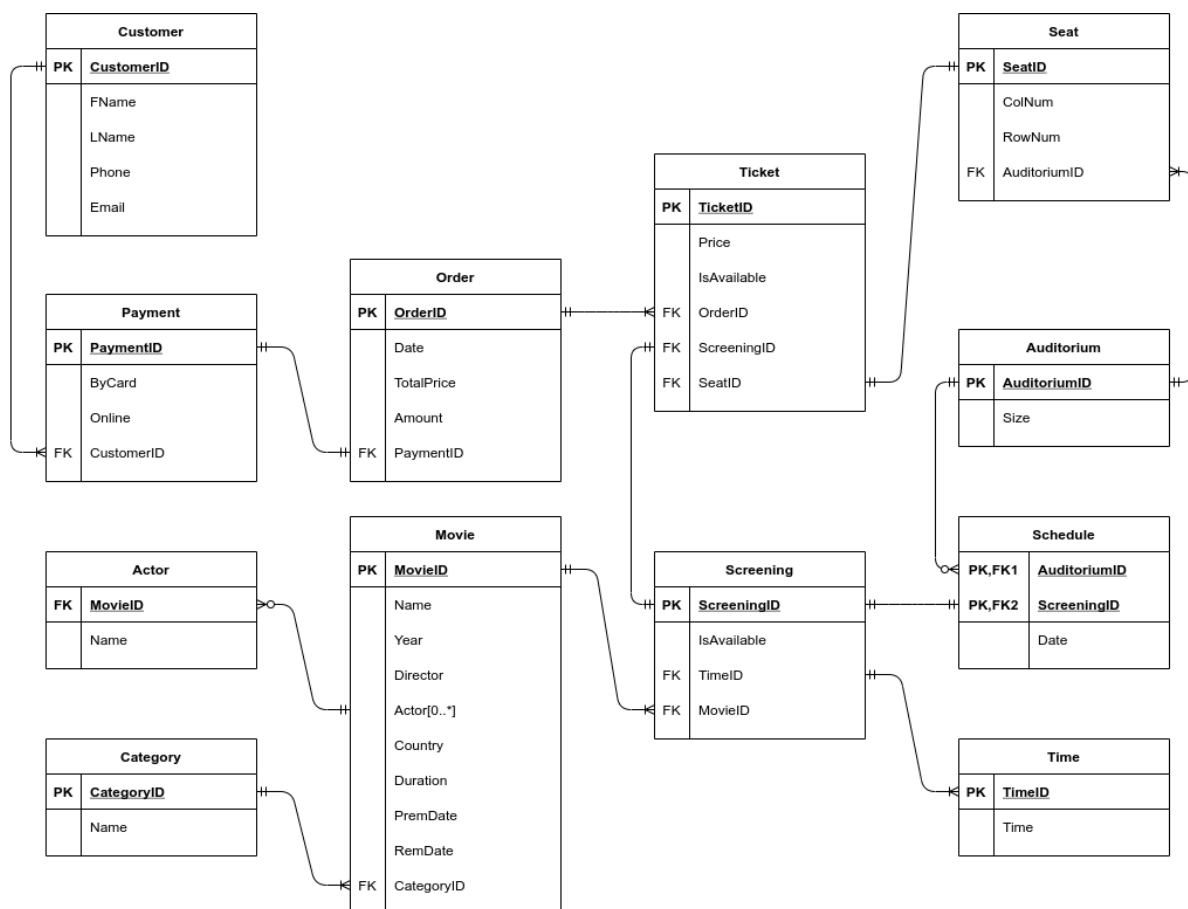 Customer
PK CustomerID
FName
LName
Phone
Email
Payment
PK PaymentID
ByCard
Online
FK CustomerID
Actor
FK MovieID
Name
Category
PK CategoryID
Name
Order
PK OrderID
Date
TotalPrice
Amount
FK PaymentID
Movie
PK MovieID
Name
Year
Director
Actor[0..*]
Country
Duration
PremDate
RemDate
FK CategoryID
Ticket
PK TicketID
Price
IsAvailable
FK OrderID
FK ScreeningID
FK SeatID
Screening
PK ScreeningID
IsAvailable
FK TimeID
FK MovieID
Seat
PK SeatID
ColNum
RowNum
FK AuditoriumID
Auditorium
PK AuditoriumID
Size
Schedule
PK,FK1 AuditoriumID
PK,FK2 ScreeningID
Date
Time
PK TimeID
Time